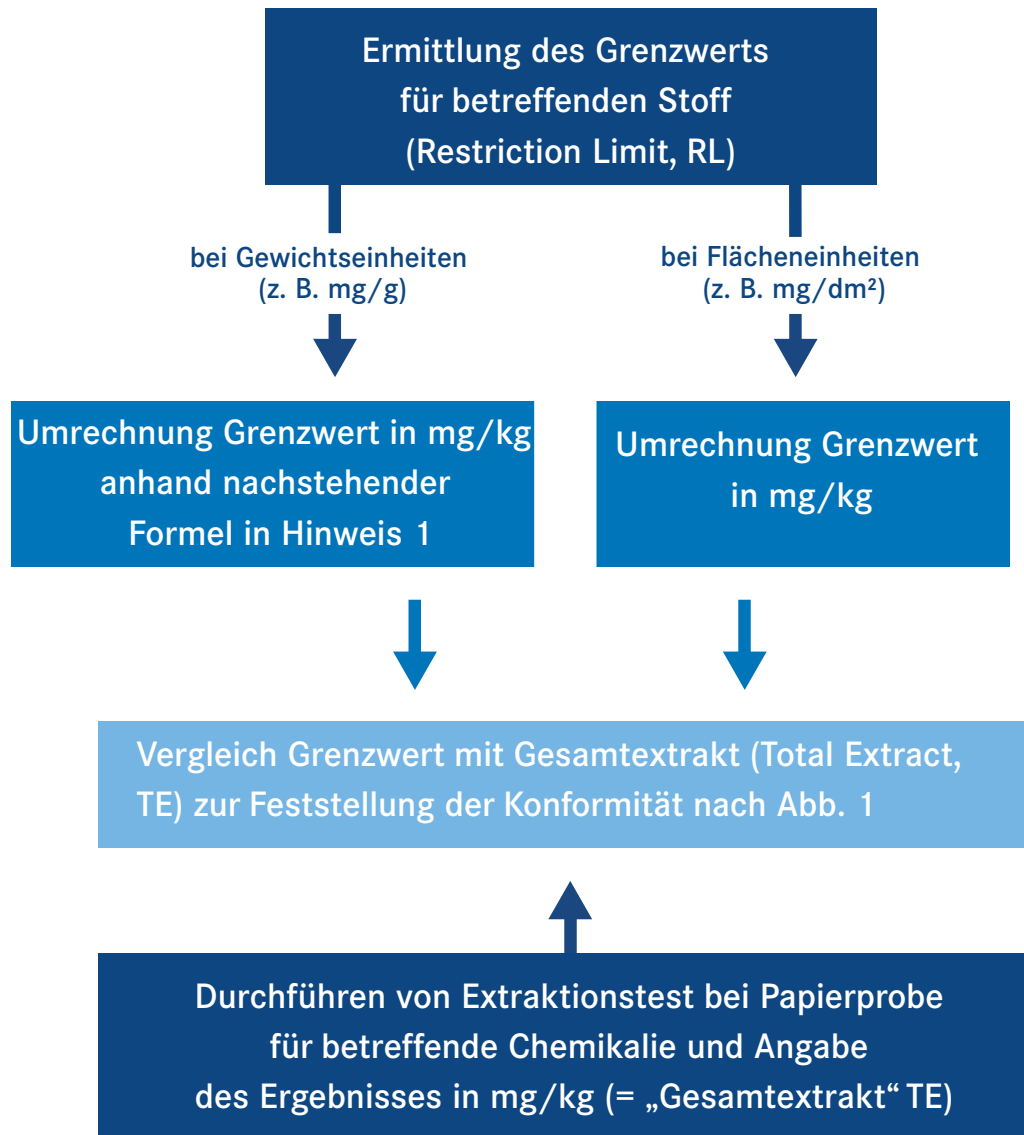 Ermittlung des Grenzwerts
für betreffenden Stoff
(Restriction Limit, RL)
bei Gewichtseinheiten
(z. B. mg/g)
bei Flächeneinheiten
(z. B. mg/dm²)
Umrechnung Grenzwert in mg/kg
anhand nachstehender
Formel in Hinweis 1
Umrechnung Grenzwert
in mg/kg
Vergleich Grenzwert mit Gesamtextrakt (Total Extract,
TE) zur Feststellung der Konformität nach Abb. 1
Durchführen von Extraktionstest bei Papierprobe
für betreffende Chemikalie und Angabe
des Ergebnisses in mg/kg (= „Gesamtextrakt“ TE)